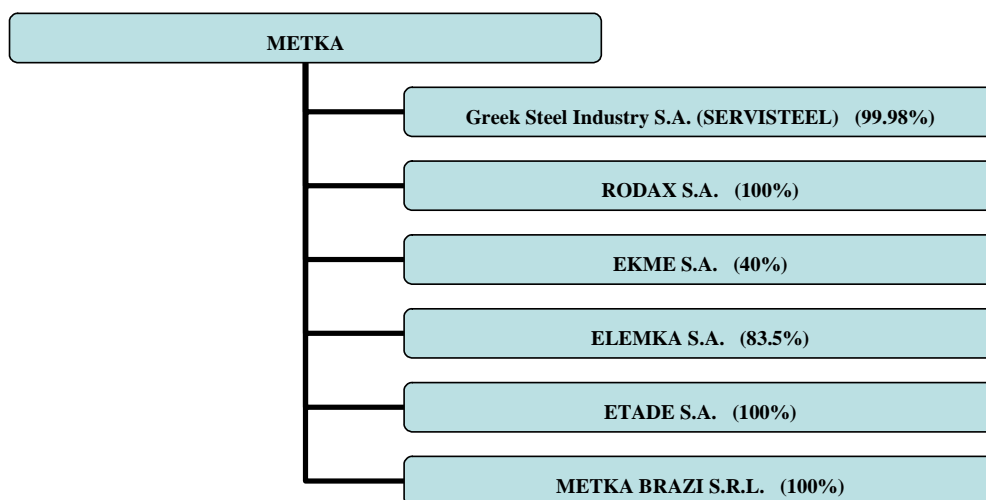 METKA
Greek Steel Industry S.A. (SERVISTEEL) (99.98%)
RODAX S.A. (100%)
EKME S.A. (40%)
ELEMKA S.A. (83.5%)
ETADE S.A. (100%)
METKA BRAZI S.R.L. (100%)